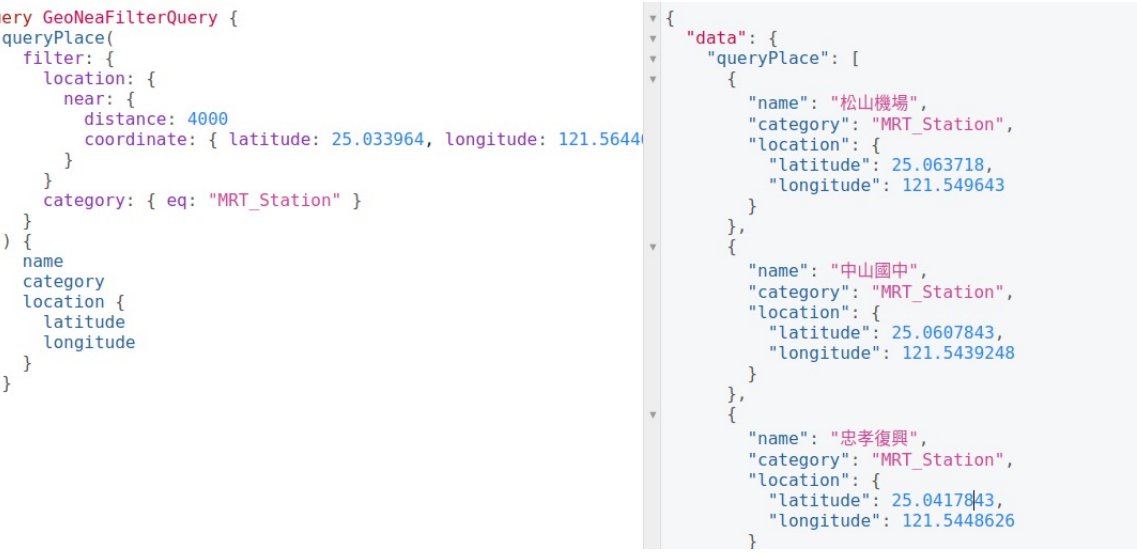 ery GeoNeaFilterQuery {
queryPlace(
filter: {
location: {
near: {
distance: 4000
coordinate: { latitude: 25.033964, longitude: 121.5644
}
}
category: { eq: "MRT_Station" }
}
) {
name
category
location {
latitude
longitude
}
}
{
"data": {
"queryPlace": [
{
"name": "松山機場",
"category": "MRT_Station",
"location": {
"latitude": 25.063718,
"longitude": 121.549643
}
},
{
"name": "中山國中",
"category": "MRT_Station",
"location": {
"latitude": 25.0607843,
"longitude": 121.5439248
}
},
{
"name": "忠孝復興",
"category": "MRT_Station",
"location": {
"latitude": 25.0417843,
"longitude": 121.5448626
}